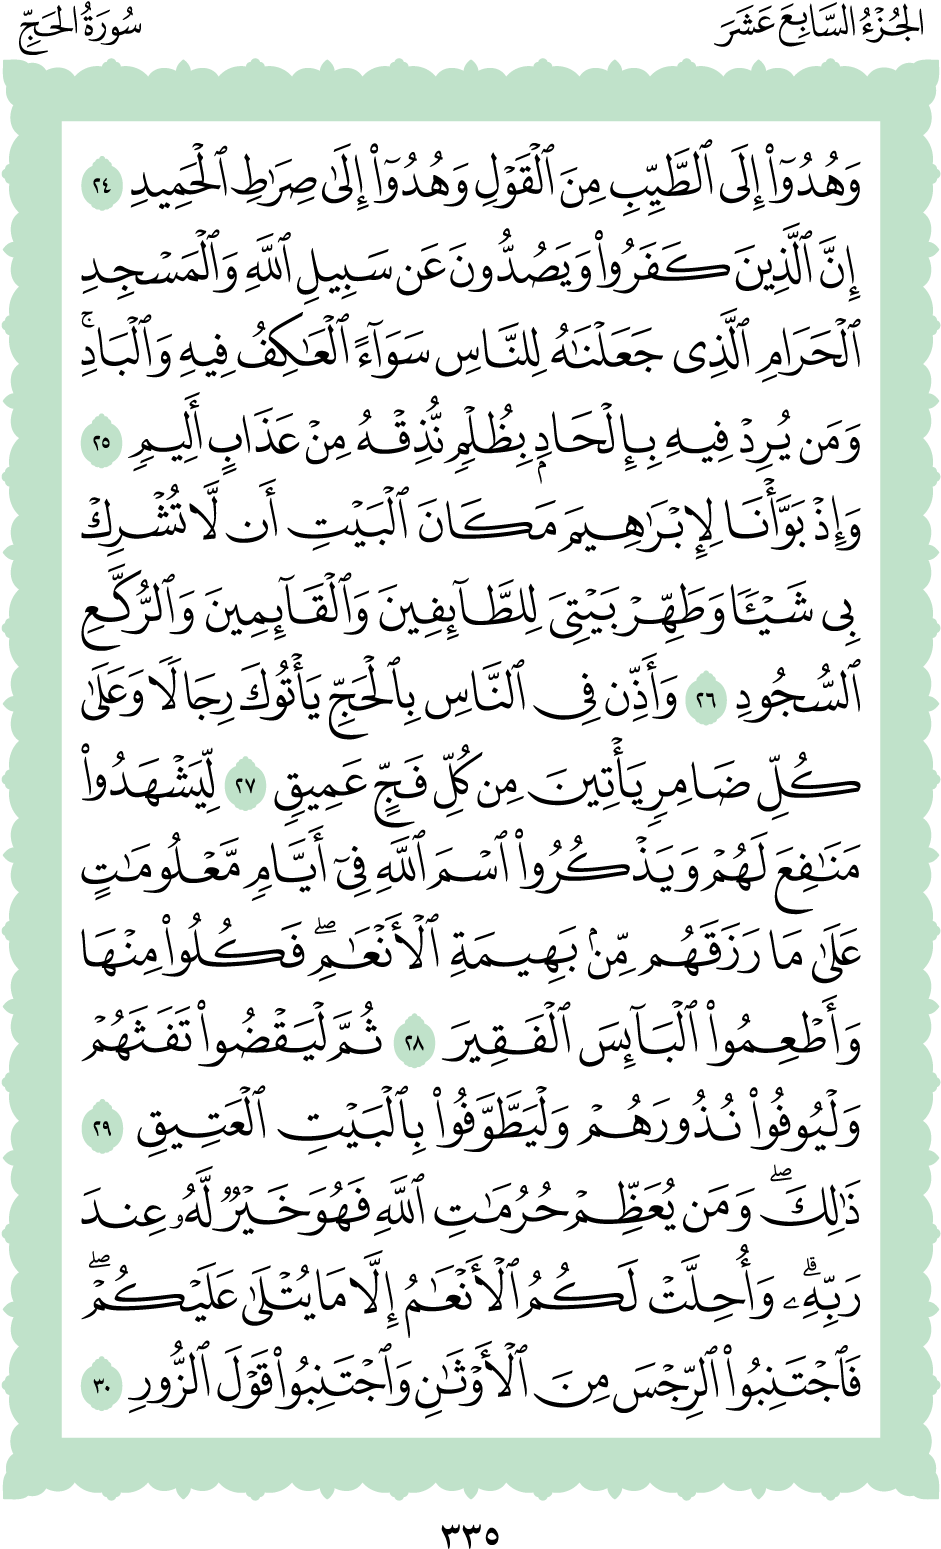 الجُزْءُ السَّابِعَ عَشَرَ
سُورَةُ الحَجِّ
وَهُدُوٓاْ إِلَى ٱلطَّيِّبِ مِنَ ٱلْقَوْلِ وَهُدُوٓاْ إِلَىٰ صِرَٰطِ ٱلْحَمِيدِ ٢٤
إِنَّ ٱلَّذِينَ كَفَرُواْ وَيَصُدُّونَ عَن سَبِيلِ ٱللَّهِ وَٱلْمَسْجِدِ
ٱلْحَرَامِ ٱلَّذِى جَعَلْنَٰهُ لِلنَّاسِ سَوَآءً ٱلْعَٰكِفُ فِيهِ وَٱلْبَادِۚ
وَمَن يُرِدْ فِيهِ بِإِلْحَادِۭ بِظُلْمٍ نُّذِقْهُ مِنْ عَذَابٍ أَلِيمٍ ٢٥
وَإِذْ بَوَّأْنَا لِإِبْرَٰهِيمَ مَكَانَ ٱلْبَيْتِ أَن لَّا تُشْرِكْ
بِى شَيْـًٔا وَطَهِّرْ بَيْتِىَ لِلطَّآئِفِينَ وَٱلْقَآئِمِينَ وَٱلرُّكَّعِ
ٱلسُّجُودِ ٢٦ وَأَذِّن فِى ٱلنَّاسِ بِٱلْحَجِّ يَأْتُوكَ رِجَالًا وَعَلَىٰ
كُلِّ ضَامِرٍ يَأْتِينَ مِن كُلِّ فَجٍّ عَمِيقٍ ٢٧ لِّيَشْهَدُواْ
مَنَٰفِعَ لَهُمْ وَيَذْكُرُواْ ٱسْمَ ٱللَّهِ فِىٓ أَيَّامٍ مَّعْلُومَٰتٍ
عَلَىٰ مَا رَزَقَهُم مِّنۢ بَهِيمَةِ ٱلْأَنْعَٰمِۖ فَكُلُواْ مِنْهَا
وَأَطْعِمُواْ ٱلْبَآئِسَ ٱلْفَقِيرَ ٢٨ ثُمَّ لْيَقْضُواْ تَفَثَهُمْ
وَلْيُوفُواْ نُذُورَهُمْ وَلْيَطَّوَّفُواْ بِٱلْبَيْتِ ٱلْعَتِيقِ ٢٩
ذَٰلِكَۖ وَمَن يُعَظِّمْ حُرُمَٰتِ ٱللَّهِ فَهُوَ خَيْرٌ لَّهُۥ عِندَ
رَبِّهِۦۗ وَأُحِلَّتْ لَكُمُ ٱلْأَنْعَٰمُ إِلَّا مَا يُتْلَىٰ عَلَيْكُمْۖ
فَٱجْتَنِبُواْ ٱلرِّجْسَ مِنَ ٱلْأَوْثَٰنِ وَٱجْتَنِبُواْ قَوْلَ ٱلزُّورِ ٣٠
٣٣٥